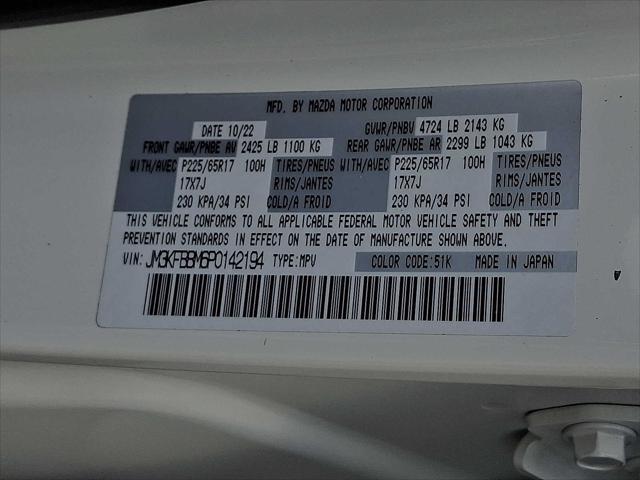 MFD. BY MAZDA MOTOR CORPORATION
DATE 10/22 GVWR/PNBV 4724 LB 2143 KG
FRONT GAWR/PNBE AV 2425 LB 1100 KG REAR GAWR/PNBE AR 2299 LB 1043 KG
WITH/AVEC P225/65R17 100H TIRES/PNEUS WITH/AVEC P225/65R17 100H TIRES/PNEUS
17X7J RIMS/JANTES 17X7J RIMS/JANTES
230 KPA/34 PSI COLD/A FROID 230 KPA/34 PSI COLD/A FROID
THIS VEHICLE CONFORMS TO ALL APPLICABLE FEDERAL MOTOR VEHICLE SAFETY AND THEFT
PREVENTION STANDARDS IN EFFECT ON THE DATE OF MANUFACTURE SHOWN ABOVE.
VIN: JM3KFBBM6P0142194 TYPE:MPV COLOR CODE:51K MADE IN JAPAN